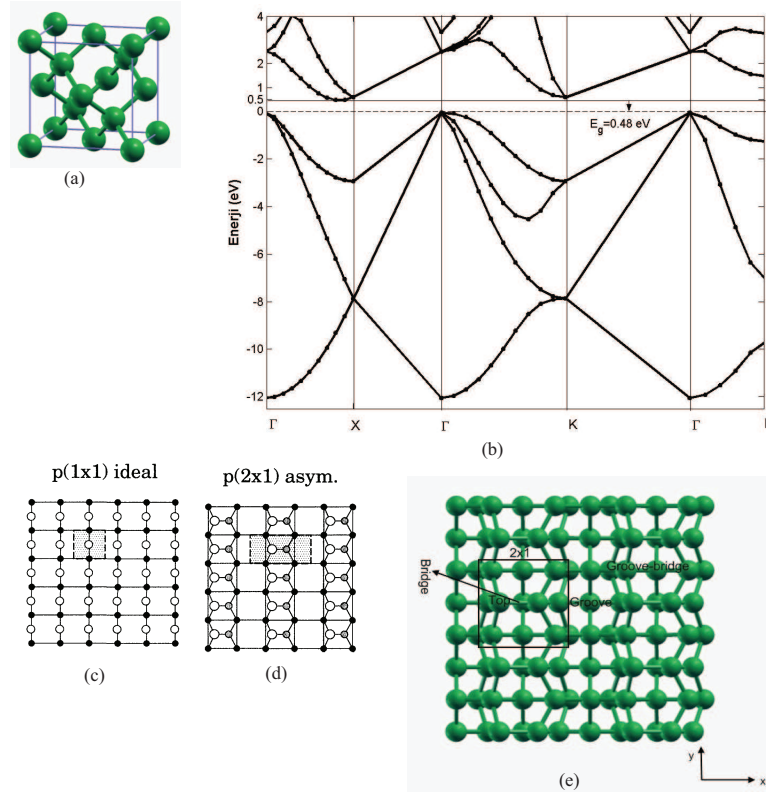 (a)
4
2
1
0.5
0
-2
-4
-6
-8
-10
-12
Enerji (eV)
E_g=0.48 eV
Γ X Γ K Γ
(b)
p(1x1) ideal
p(2x1) asym.
(c)
(d)
2x1
Groove-bridge
Bridge
Top
Groove
y
x
(e)